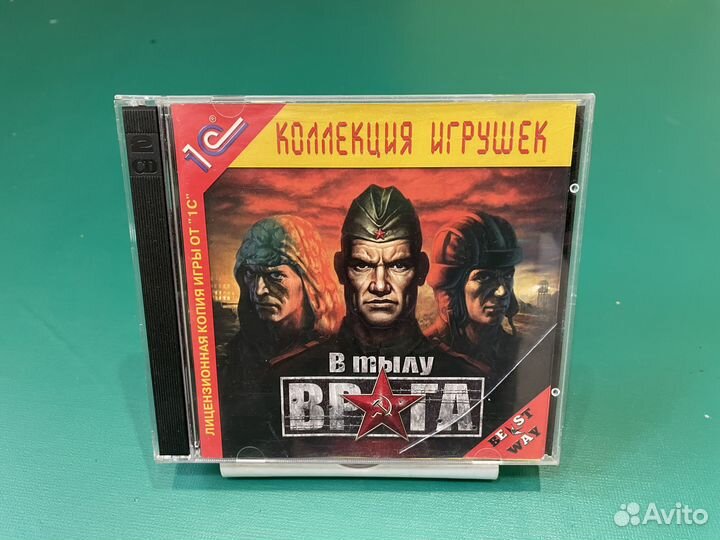 2
CD
1С®
КОЛЛЕКЦИЯ ИГРУШЕК
ЛИЦЕНЗИОННАЯ КОПИЯ ИГРЫ ОТ "1С"
В тылу
ВРАГА
BEST
WAY
Avito